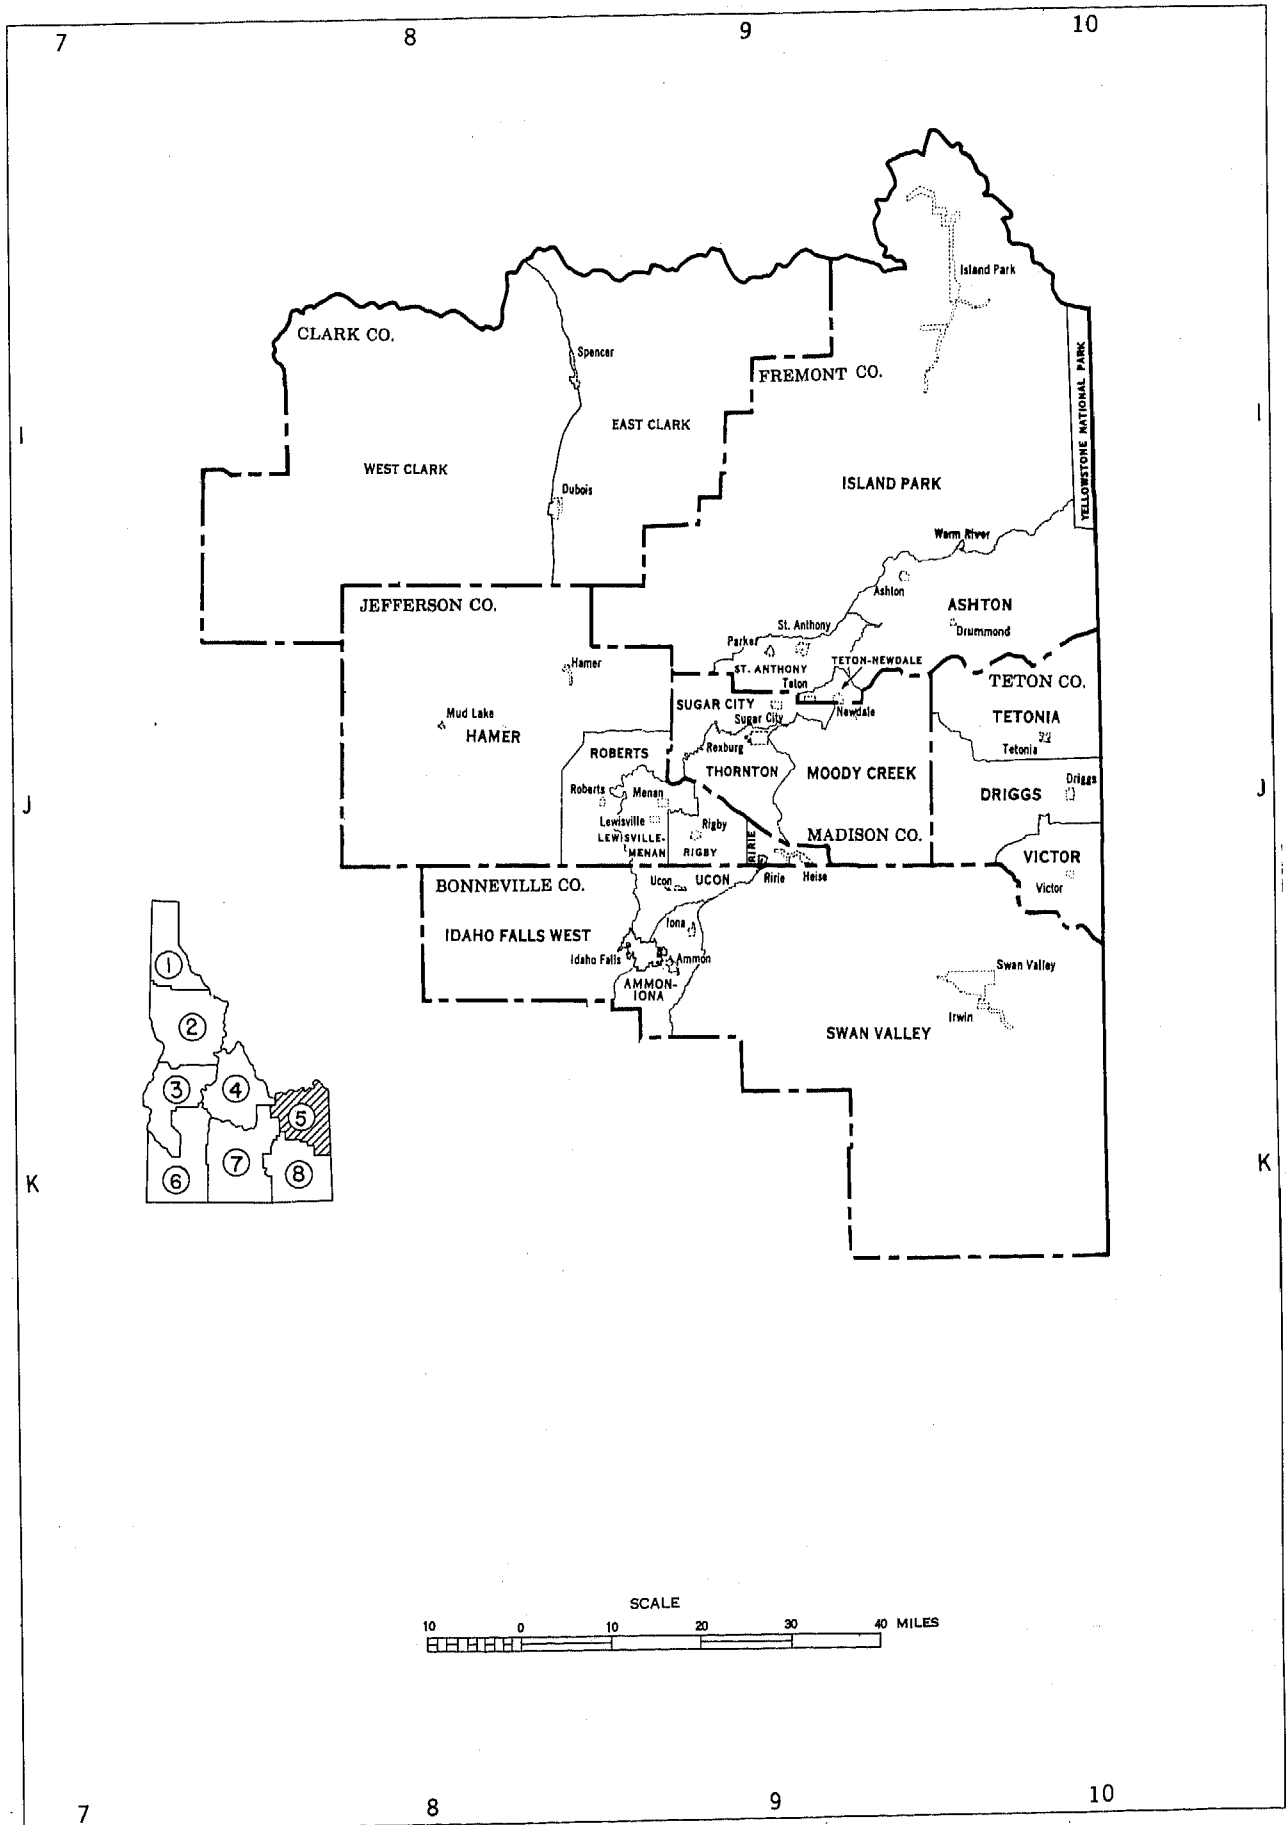 7 8 9 10
Island Park
CLARK CO.
Spencer
FREMONT CO.
YELLOWSTONE NATIONAL PARK
I I
EAST CLARK
WEST CLARK
ISLAND PARK
Dubois
Warm River
Ashton
JEFFERSON CO.
ASHTON
St. Anthony
Drummond
Parker
Hamer
ST. ANTHONY
TETON-NEWDALE
Teton
TETON CO.
SUGAR CITY
Mud Lake
Sugar City
Newdale
TETONIA
HAMER
Rexburg
Tetonia
ROBERTS
THORNTON
MOODY CREEK
Driggs
Roberts
Menan
DRIGGS
J J
Lewisville
Rigby
MADISON CO.
LEWISVILLE-
MENAN
RIGBY
RIRIE
VICTOR
BONNEVILLE CO.
Ucon
UCON
Ririe
Heise
Victor
Iona
IDAHO FALLS WEST
Idaho Falls
Ammon
Swan Valley
AMMON-
IONA
Irwin
SWAN VALLEY
1
2
3
4
5
6
7
8
K K
SCALE
10 0 10 20 30 40 MILES
7 8 9 10